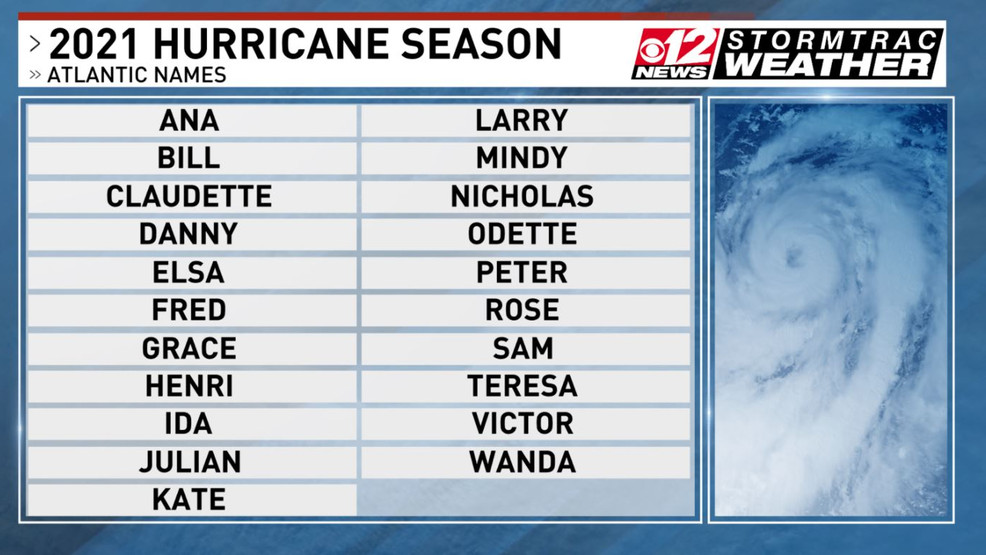 > 2021 HURRICANE SEASON
» ATLANTIC NAMES
12
NEWS
STORMTRAC
WEATHER
ANA
BILL
CLAUDETTE
DANNY
ELSA
FRED
GRACE
HENRI
IDA
JULIAN
KATE
LARRY
MINDY
NICHOLAS
ODETTE
PETER
ROSE
SAM
TERESA
VICTOR
WANDA